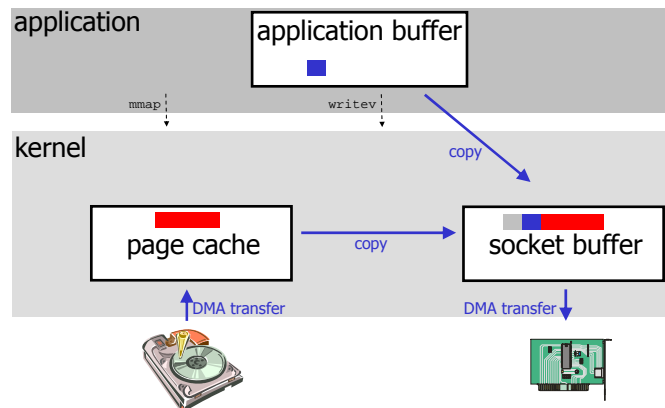 application
application buffer
mmap
writev
kernel
copy
page cache
copy
socket buffer
DMA transfer
DMA transfer